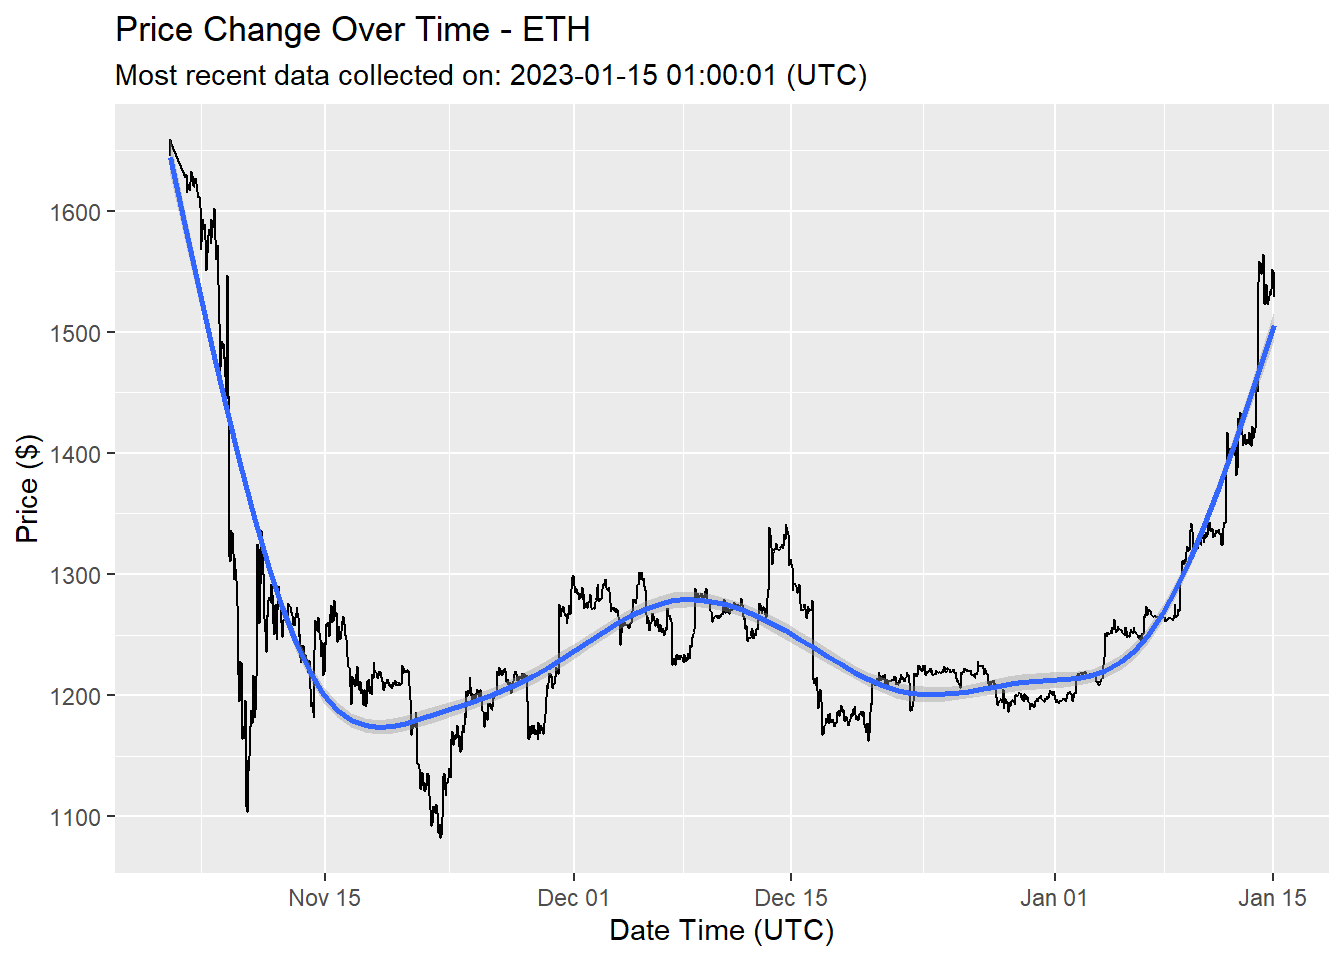 Price Change Over Time - ETH
Most recent data collected on: 2023-01-15 01:00:01 (UTC)
Price ($)
1600
1500
1400
1300
1200
1100
Nov 15
Dec 01
Dec 15
Jan 01
Jan 15
Date Time (UTC)